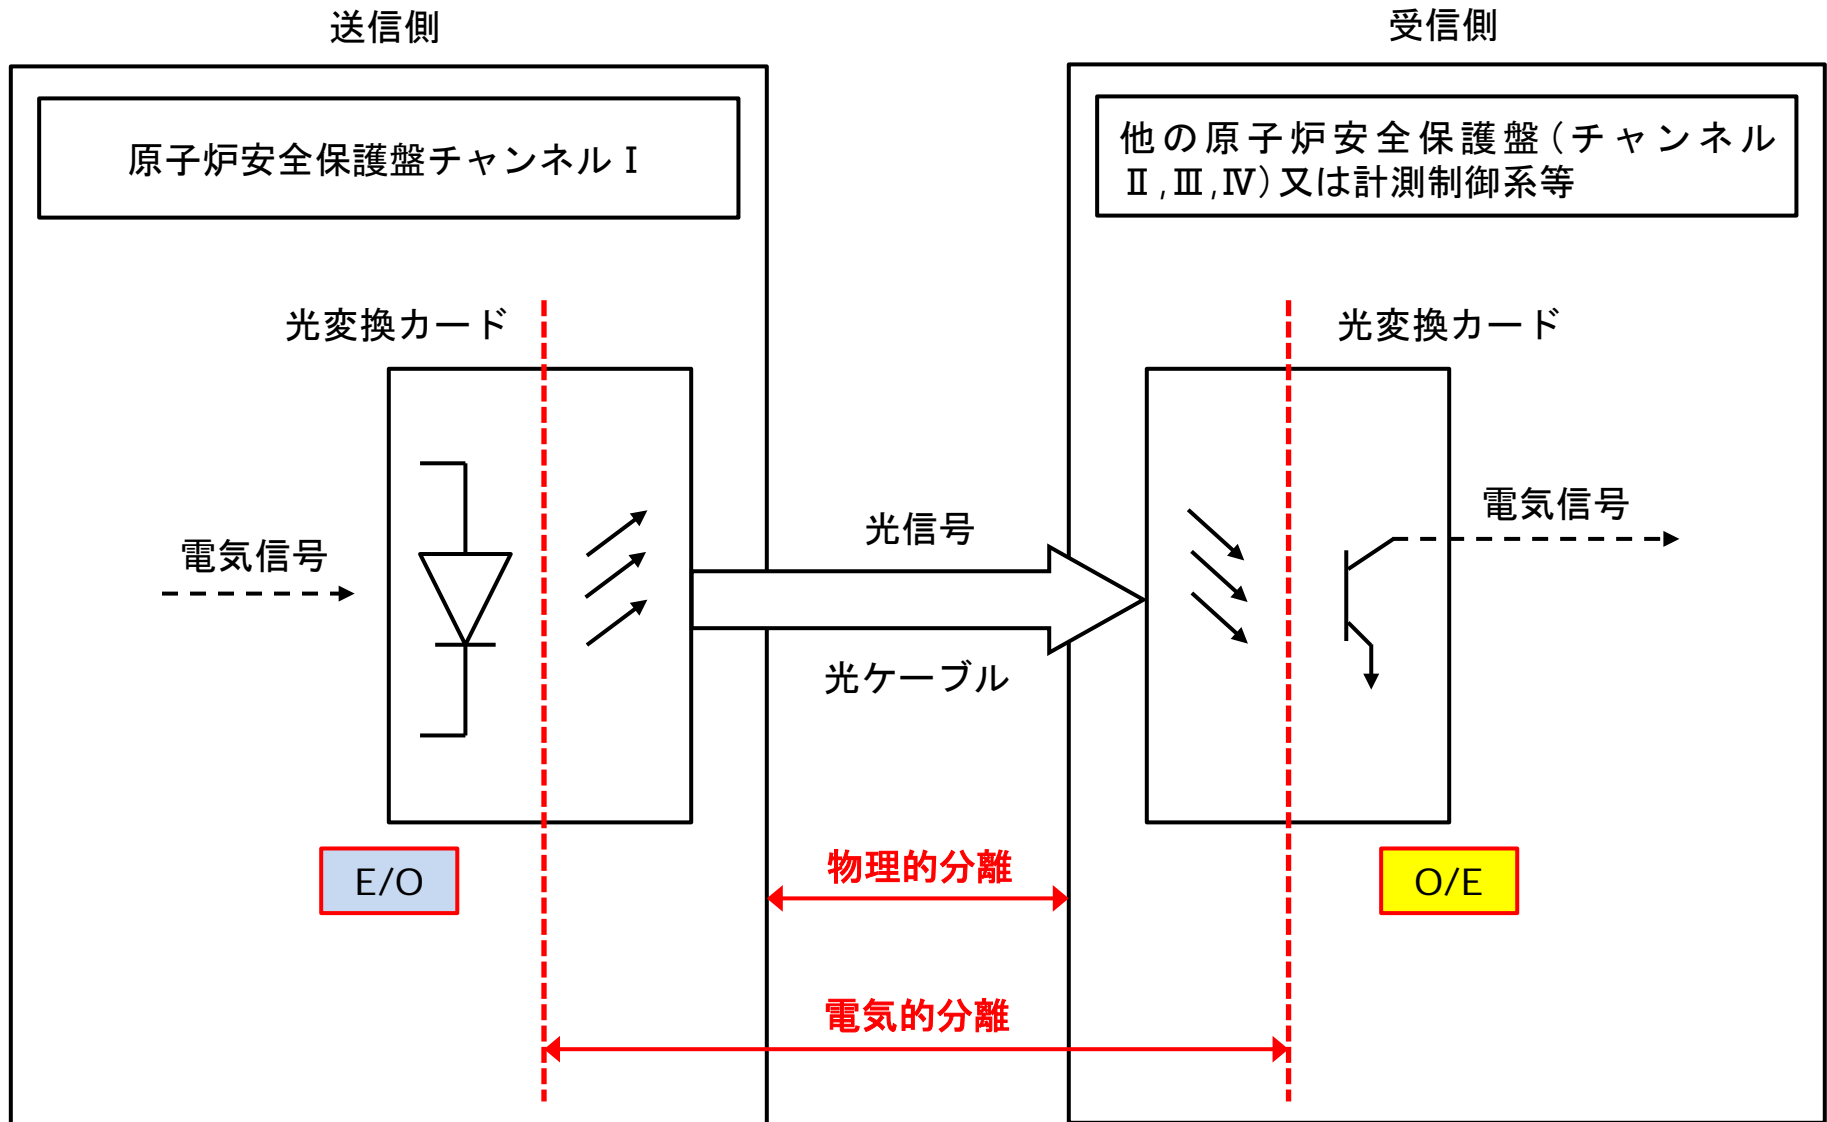 送信側
受信側
原子炉安全保護盤チャンネルⅠ
他の原子炉安全保護盤(チャンネル
Ⅱ,Ⅲ,Ⅳ)又は計測制御系等
光変換カード
光変換カード
電気信号
光信号
電気信号
光ケーブル
E/O
物理的分離
O/E
電気的分離